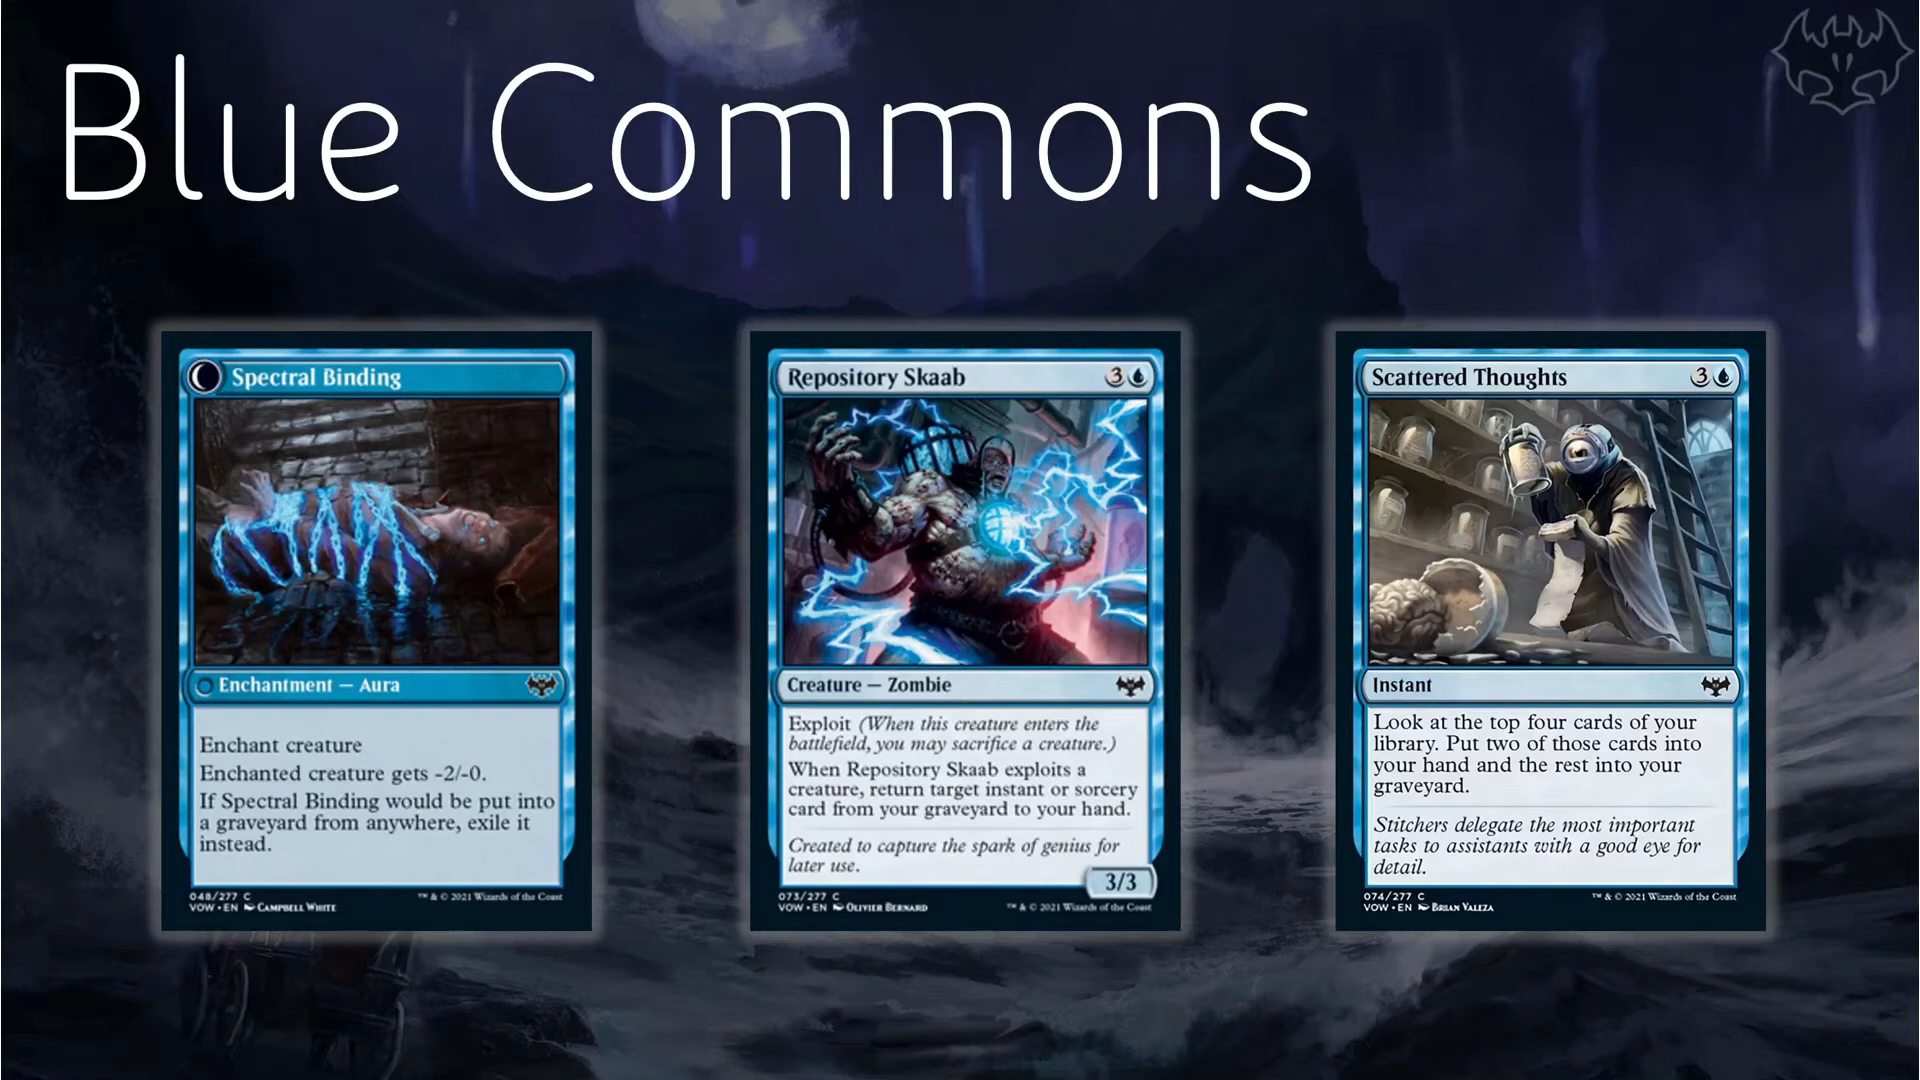 Blue Commons
Spectral Binding
Enchantment — Aura
Enchant creature
Enchanted creature gets -2/-0.
If Spectral Binding would be put into
a graveyard from anywhere, exile it
instead.
048/277 C
VOW • EN Campbell White
™ & © 2021 Wizards of the Coast
Repository Skaab 3
Creature — Zombie
Exploit (When this creature enters the
battlefield, you may sacrifice a creature.)
When Repository Skaab exploits a
creature, return target instant or sorcery
card from your graveyard to your hand.
Created to capture the spark of genius for
later use.
3/3
073/277 C
VOW • EN Olivier Bernard
™ & © 2021 Wizards of the Coast
Scattered Thoughts 3
Instant
Look at the top four cards of your
library. Put two of those cards into
your hand and the rest into your
graveyard.
Stitchers delegate the most important
tasks to assistants with a good eye for
detail.
074/277 C
VOW • EN Brian Valeza
™ & © 2021 Wizards of the Coast